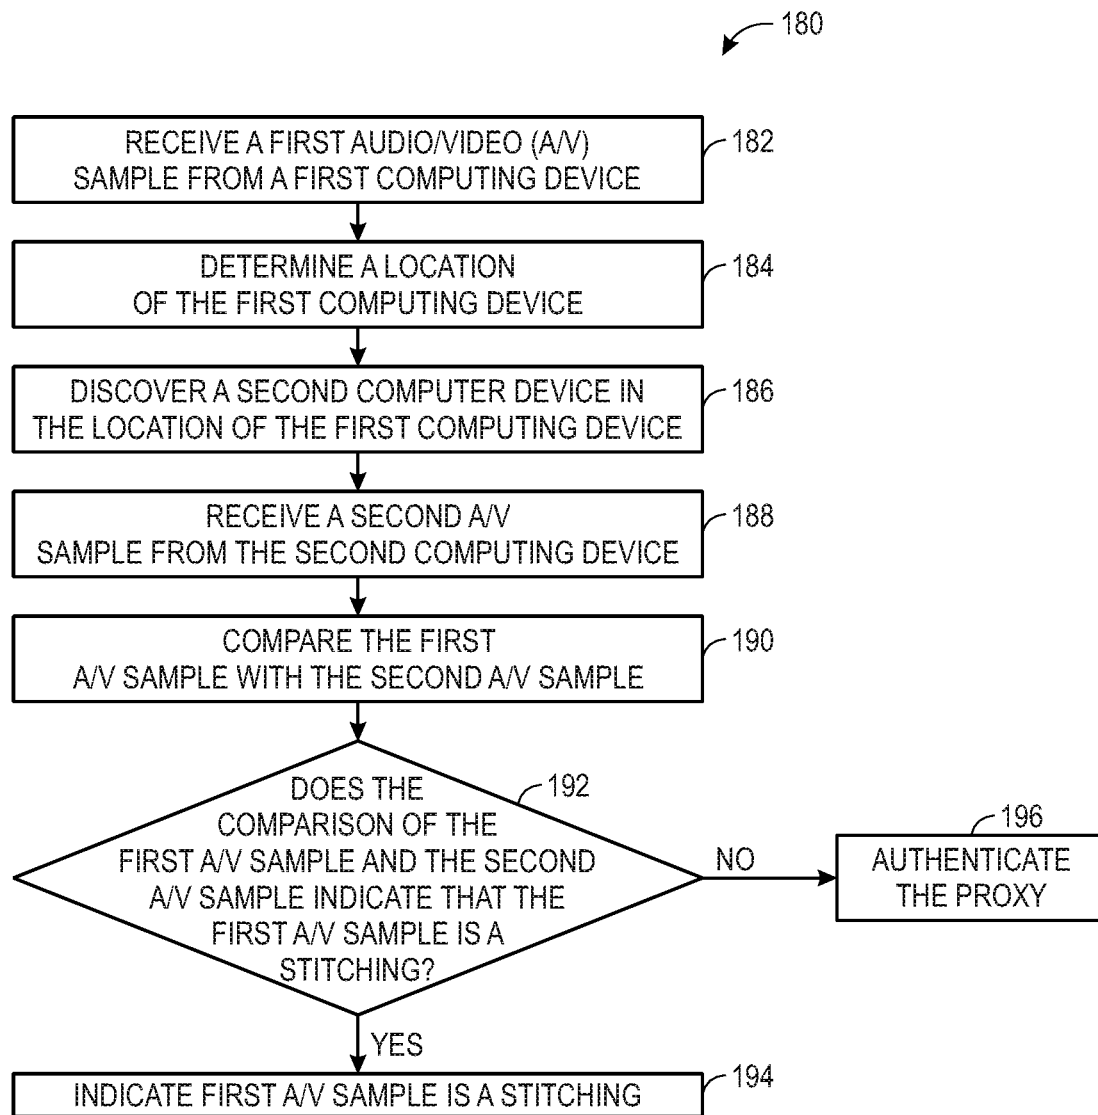 180
RECEIVE A FIRST AUDIO/VIDEO (A/V)
SAMPLE FROM A FIRST COMPUTING DEVICE
182
DETERMINE A LOCATION
OF THE FIRST COMPUTING DEVICE
184
DISCOVER A SECOND COMPUTER DEVICE IN
THE LOCATION OF THE FIRST COMPUTING DEVICE
186
RECEIVE A SECOND A/V
SAMPLE FROM THE SECOND COMPUTING DEVICE
188
COMPARE THE FIRST
A/V SAMPLE WITH THE SECOND A/V SAMPLE
190
DOES THE
COMPARISON OF THE
FIRST A/V SAMPLE AND THE SECOND
A/V SAMPLE INDICATE THAT THE
FIRST A/V SAMPLE IS A
STITCHING?
192
NO
196
AUTHENTICATE
THE PROXY
YES
INDICATE FIRST A/V SAMPLE IS A STITCHING
194